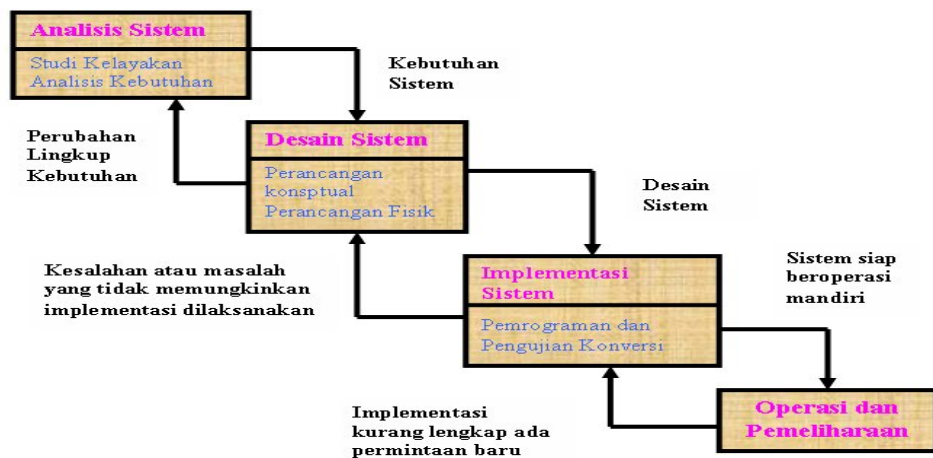 Analisis Sistem
Studi Kelayakan
Analisis Kebutuhan
Kebutuhan
Sistem
Perubahan
Lingkup
Kebutuhan
Desain Sistem
Perancangan
konsptual
Perancangan Fisik
Desain
Sistem
Kesalahan atau masalah
yang tidak memungkinkan
implementasi dilaksanakan
Implementasi
Sistem
Pemrograman dan
Pengujian Konversi
Sistem siap
beroperasi
mandiri
Implementasi
kurang lengkap ada
permintaan baru
Operasi dan
Pemeliharaan